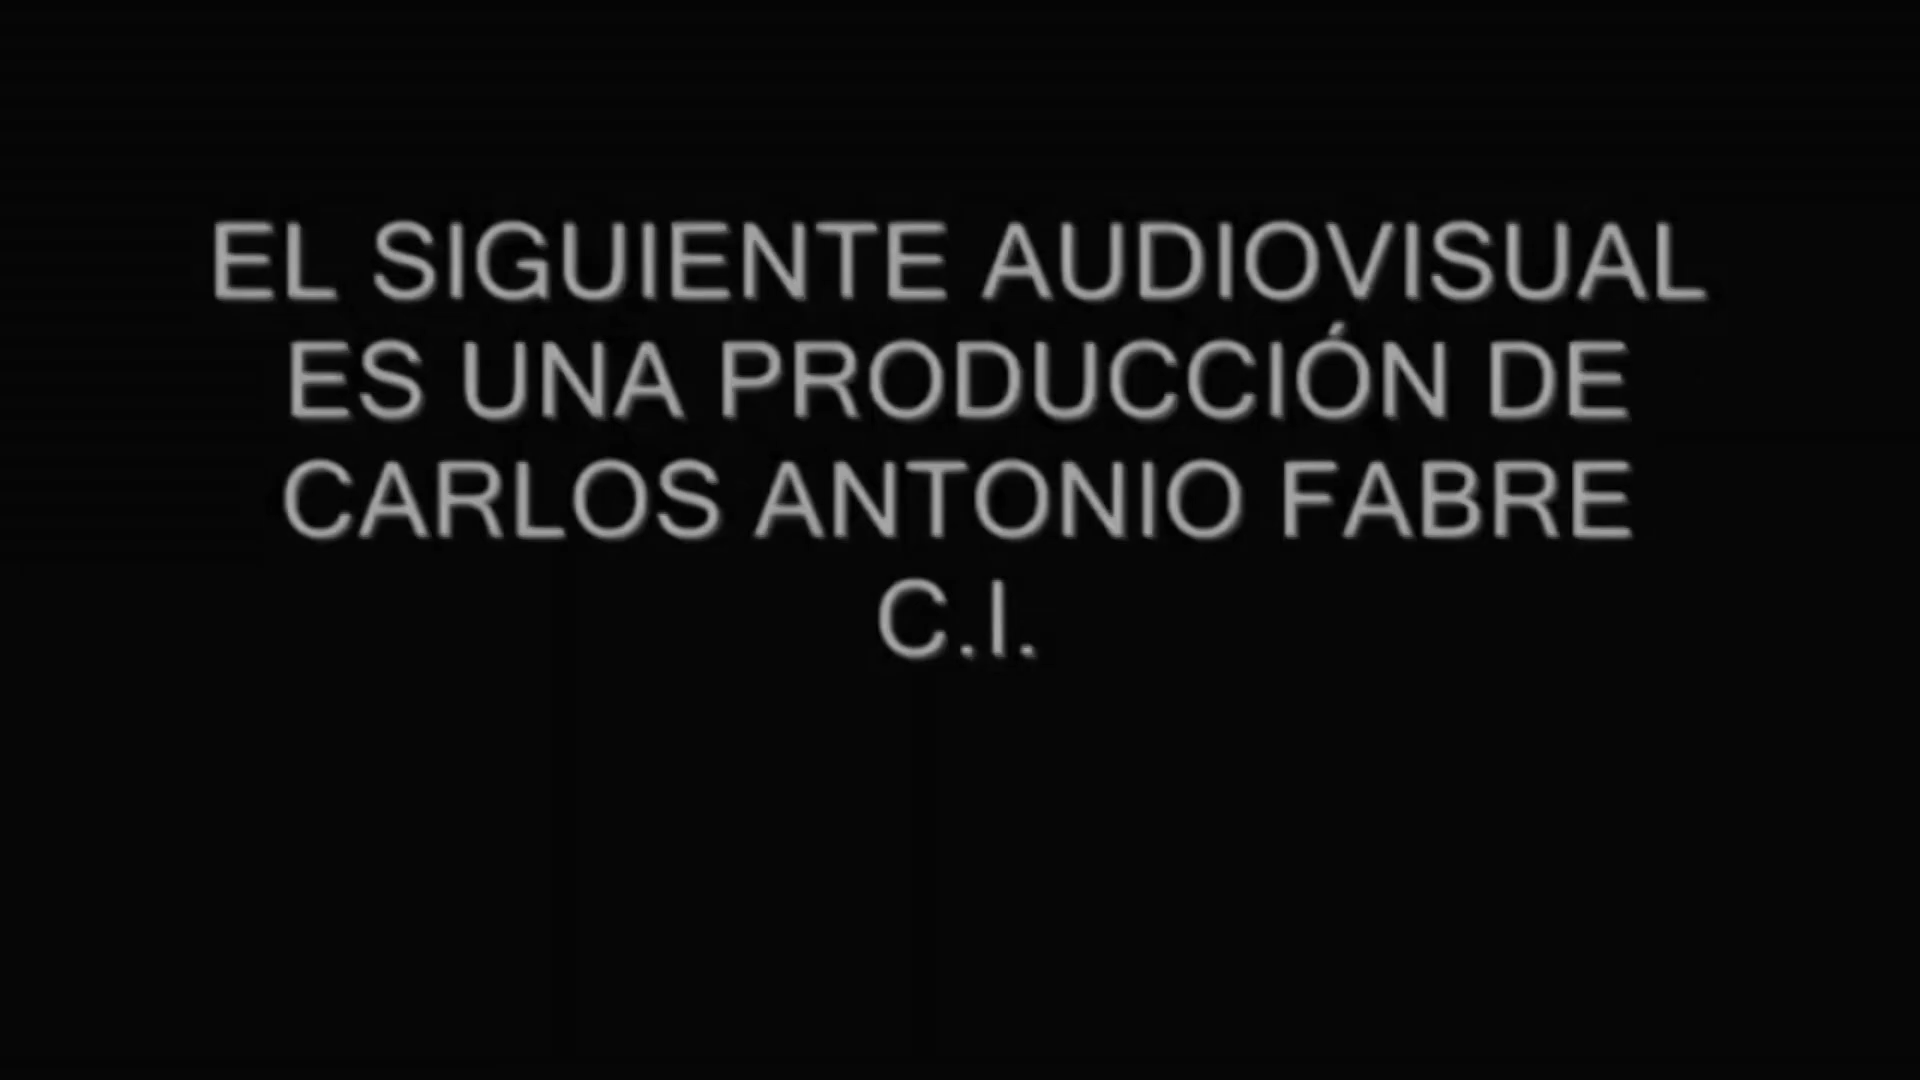 EL SIGUIENTE AUDIOVISUAL
ES UNA PRODUCCIÓN DE
CARLOS ANTONIO FABRE
C.I.